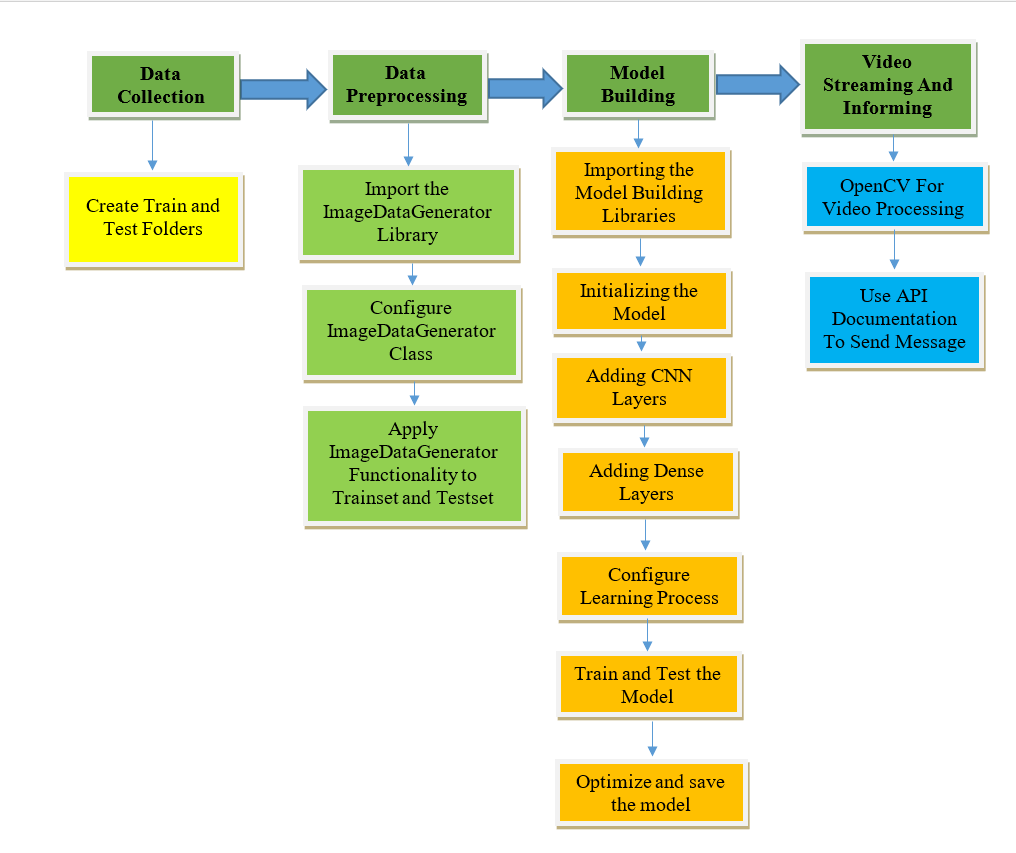 Data
Collection
Create Train and
Test Folders
Data
Preprocessing
Import the
ImageDataGenerator
Library
Configure
ImageDataGenerator
Class
Apply
ImageDataGenerator
Functionality to
Trainset and Testset
Model
Building
Importing the
Model Building
Libraries
Initializing the
Model
Adding CNN
Layers
Adding Dense
Layers
Configure
Learning Process
Train and Test the
Model
Optimize and save
the model
Video
Streaming And
Informing
OpenCV For
Video Processing
Use API
Documentation
To Send Message